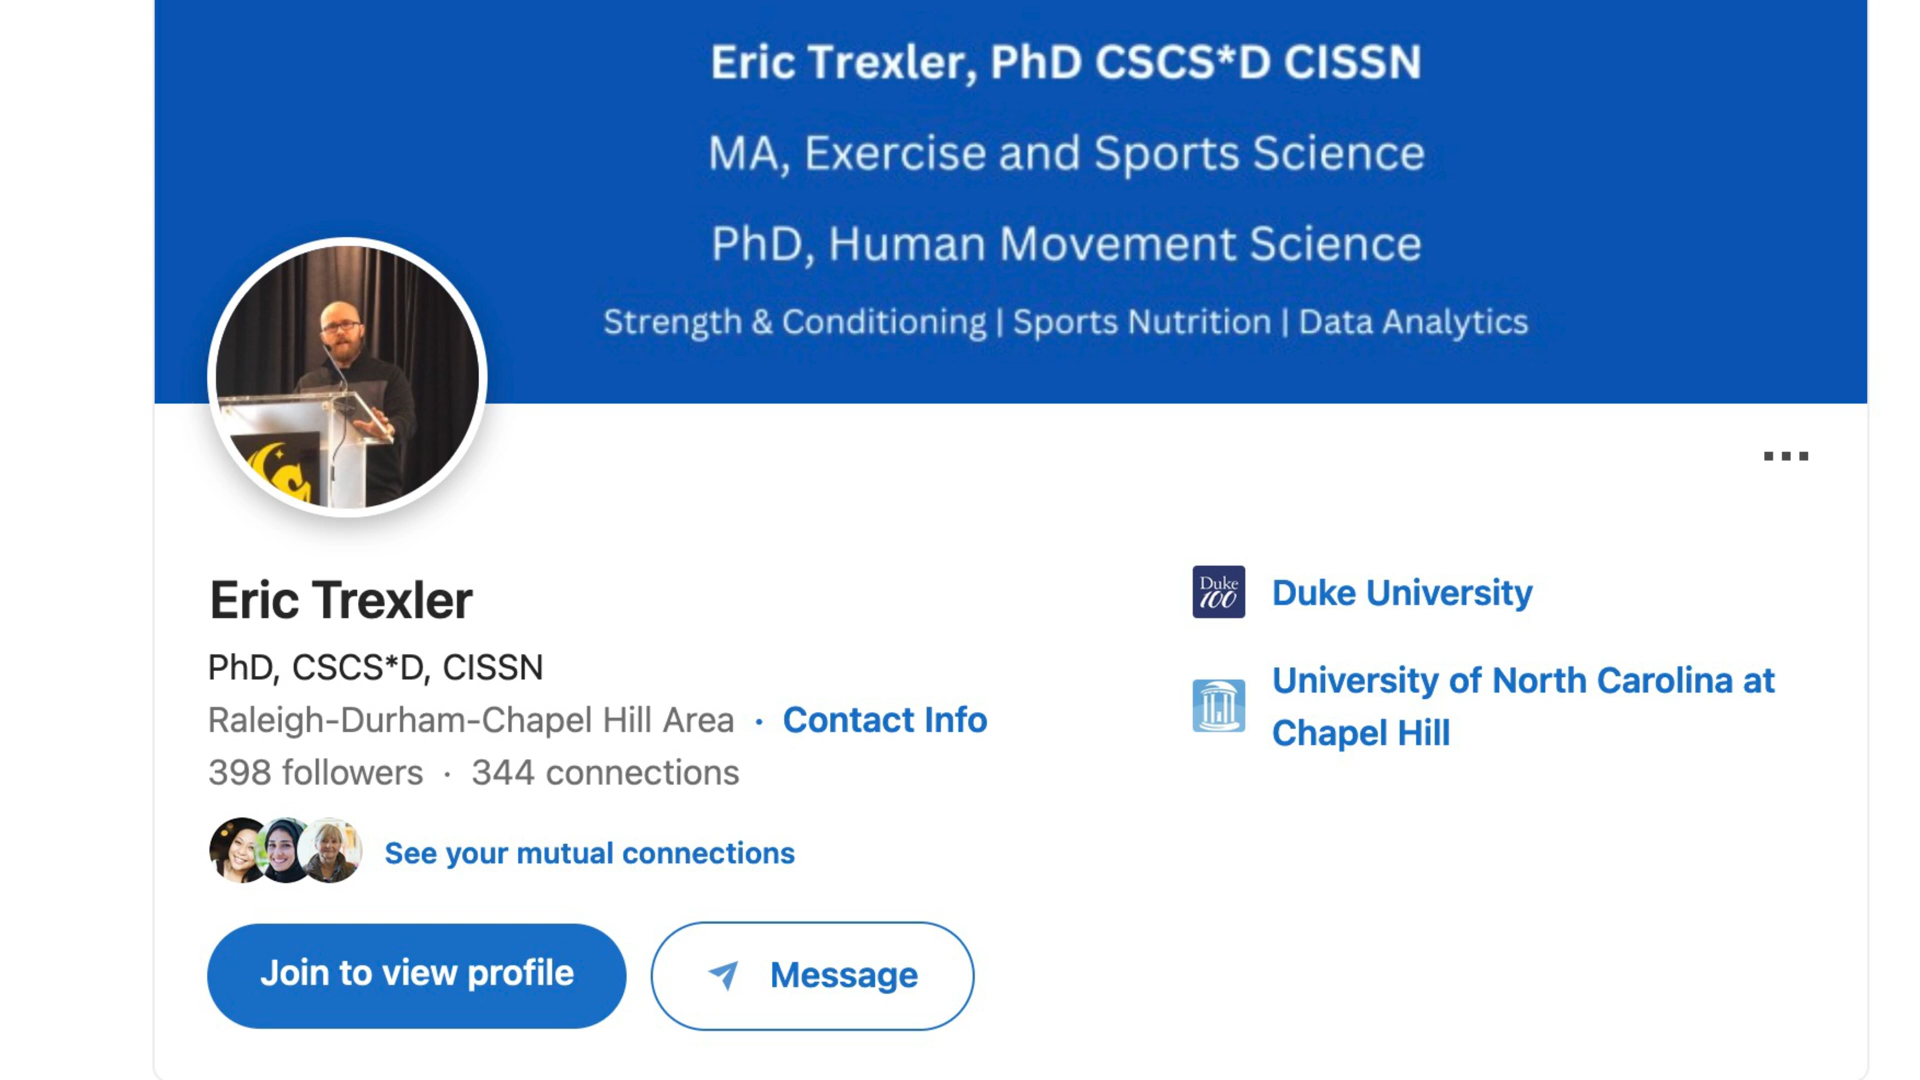 Eric Trexler, PhD CSCS*D CISSN
MA, Exercise and Sports Science
PhD, Human Movement Science
Strength & Conditioning | Sports Nutrition | Data Analytics
Eric Trexler
PhD, CSCS*D, CISSN
Raleigh-Durham-Chapel Hill Area · Contact Info
398 followers · 344 connections
See your mutual connections
Join to view profile
Message
Duke
100
Duke University
University of North Carolina at
Chapel Hill